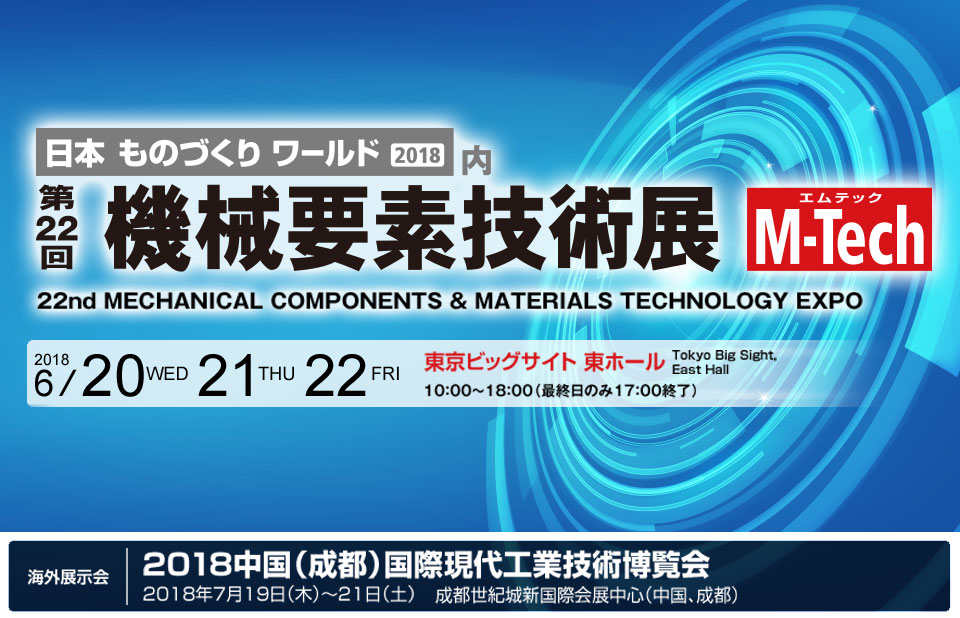 日本 ものづくり ワールド 2018 内
第22回 機械要素技術展
エムテック
M-Tech
22nd MECHANICAL COMPONENTS & MATERIALS TECHNOLOGY EXPO
2018 6/20WED 21THU 22FRI
東京ビッグサイト 東ホール Tokyo Big Sight, East Hall
10:00〜18:00(最終日のみ17:00終了)
海外展示会
2018中国(成都)国際現代工業技術博覧会
2018年7月19日(木)〜21日(土) 成都世紀城新国際会展中心(中国、成都)